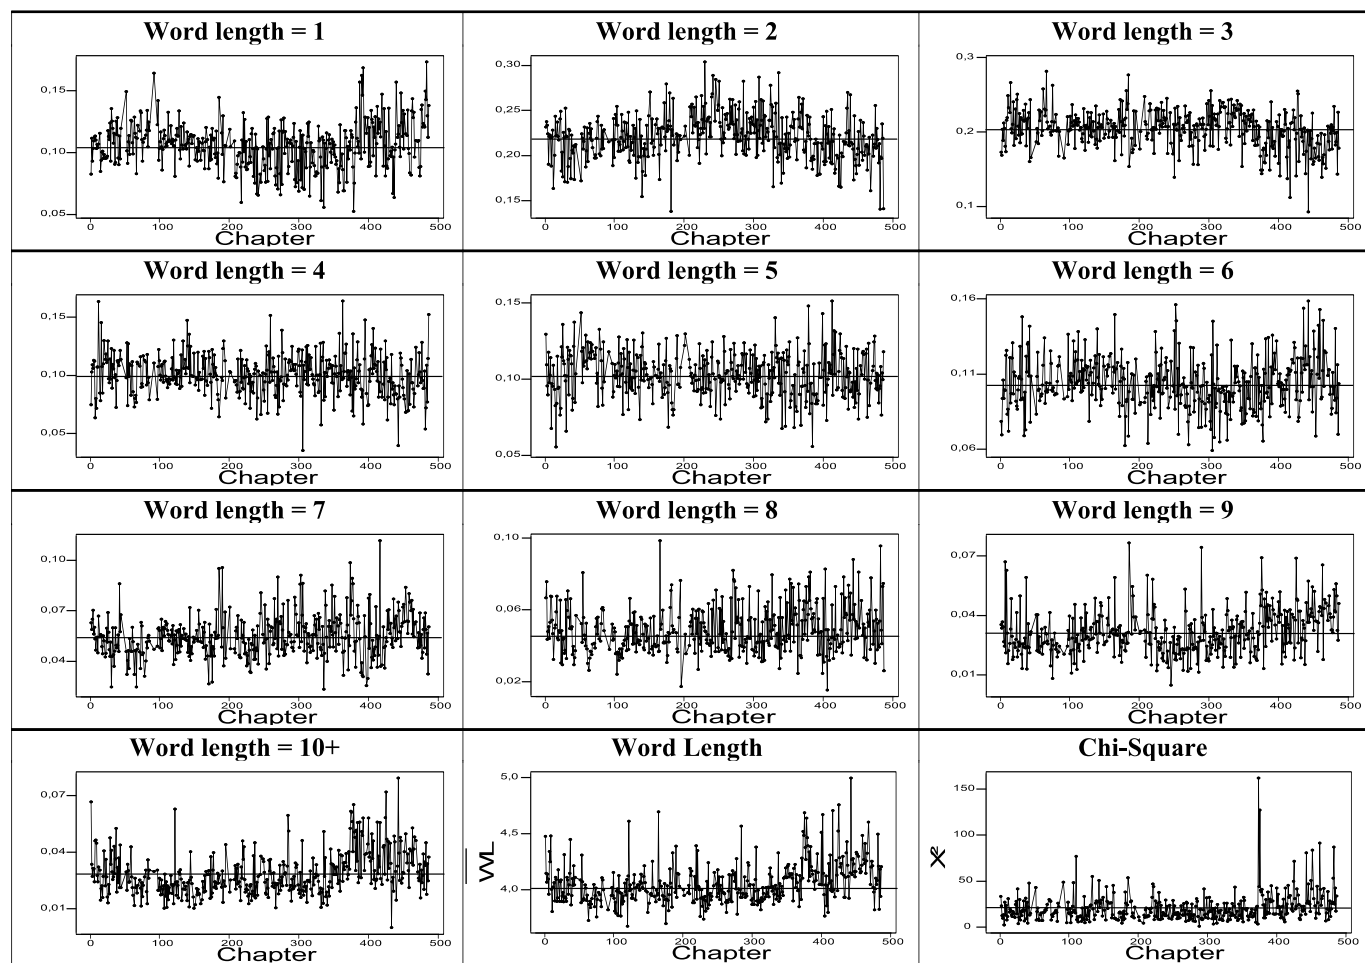 Word length = 1
0,15
0,10
0,05
0 100 200 300 400 500
Chapter
Word length = 2
0,30
0,25
0,20
0,15
0 100 200 300 400 500
Chapter
Word length = 3
0,3
0,2
0,1
0 100 200 300 400 500
Chapter
Word length = 4
0,15
0,10
0,05
0 100 200 300 400 500
Chapter
Word length = 5
0,15
0,10
0,05
0 100 200 300 400 500
Chapter
Word length = 6
0,16
0,11
0,06
0 100 200 300 400 500
Chapter
Word length = 7
0,10
0,07
0,04
0 100 200 300 400 500
Chapter
Word length = 8
0,10
0,06
0,02
0 100 200 300 400 500
Chapter
Word length = 9
0,07
0,04
0,01
0 100 200 300 400 500
Chapter
Word length = 10+
0,07
0,04
0,01
0 100 200 300 400 500
Chapter
Word Length
5,0
4,5
4,0
WL
0 100 200 300 400 500
Chapter
Chi-Square
150
100
50
0
X²
0 100 200 300 400 500
Chapter